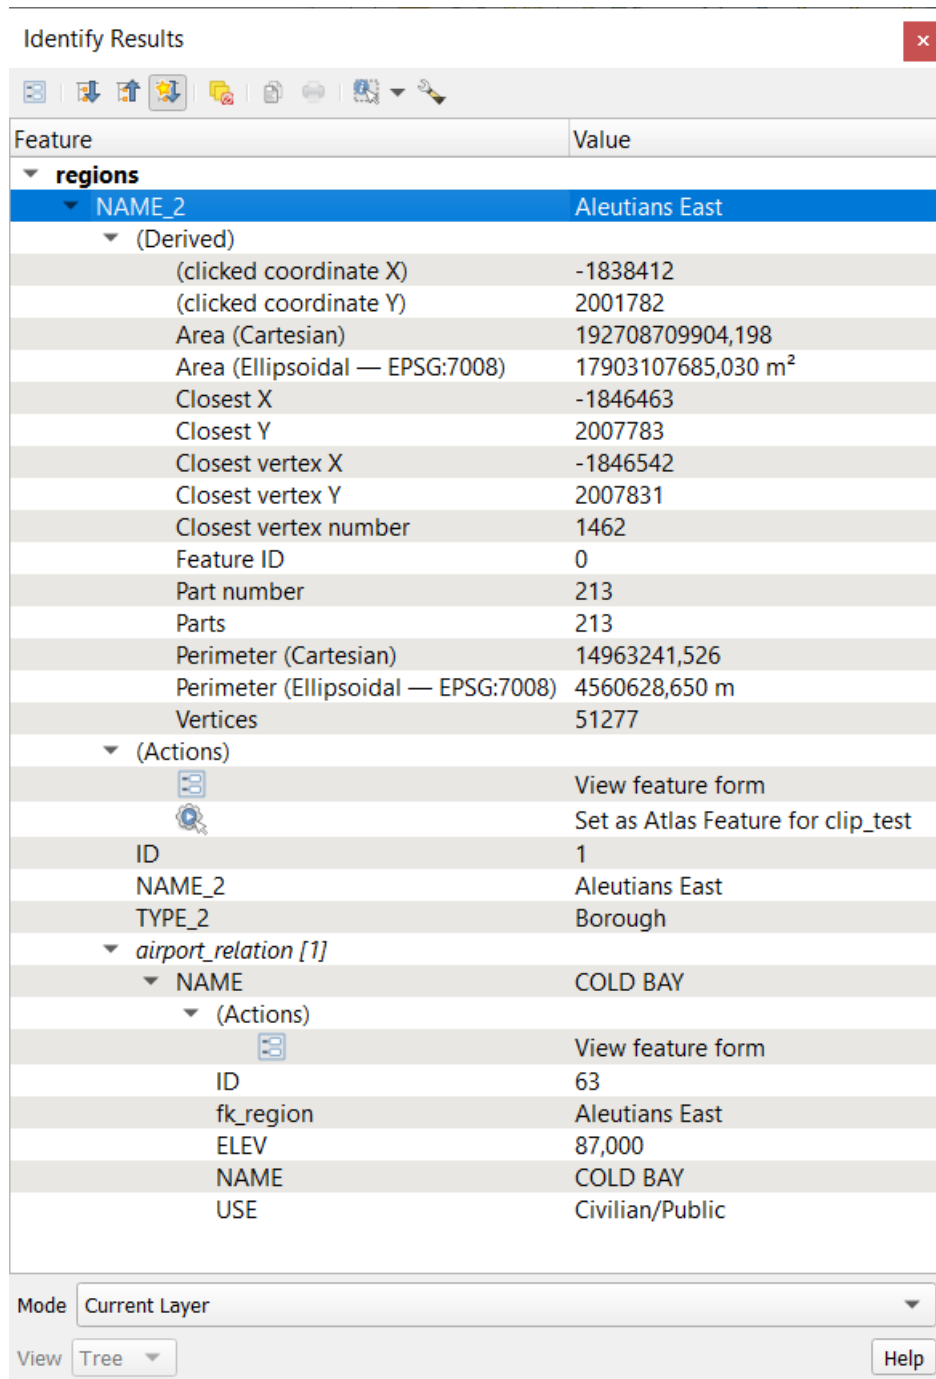 Identify Results
Feature Value
regions
NAME_2 Aleutians East
(Derived)
(clicked coordinate X) -1838412
(clicked coordinate Y) 2001782
Area (Cartesian) 192708709904,198
Area (Ellipsoidal — EPSG:7008) 17903107685,030 m²
Closest X -1846463
Closest Y 2007783
Closest vertex X -1846542
Closest vertex Y 2007831
Closest vertex number 1462
Feature ID 0
Part number 213
Parts 213
Perimeter (Cartesian) 14963241,526
Perimeter (Ellipsoidal — EPSG:7008) 4560628,650 m
Vertices 51277
(Actions)
View feature form
Set as Atlas Feature for clip_test
ID 1
NAME_2 Aleutians East
TYPE_2 Borough
airport_relation [1]
NAME COLD BAY
(Actions)
View feature form
ID 63
fk_region Aleutians East
ELEV 87,000
NAME COLD BAY
USE Civilian/Public
Mode Current Layer
View Tree Help